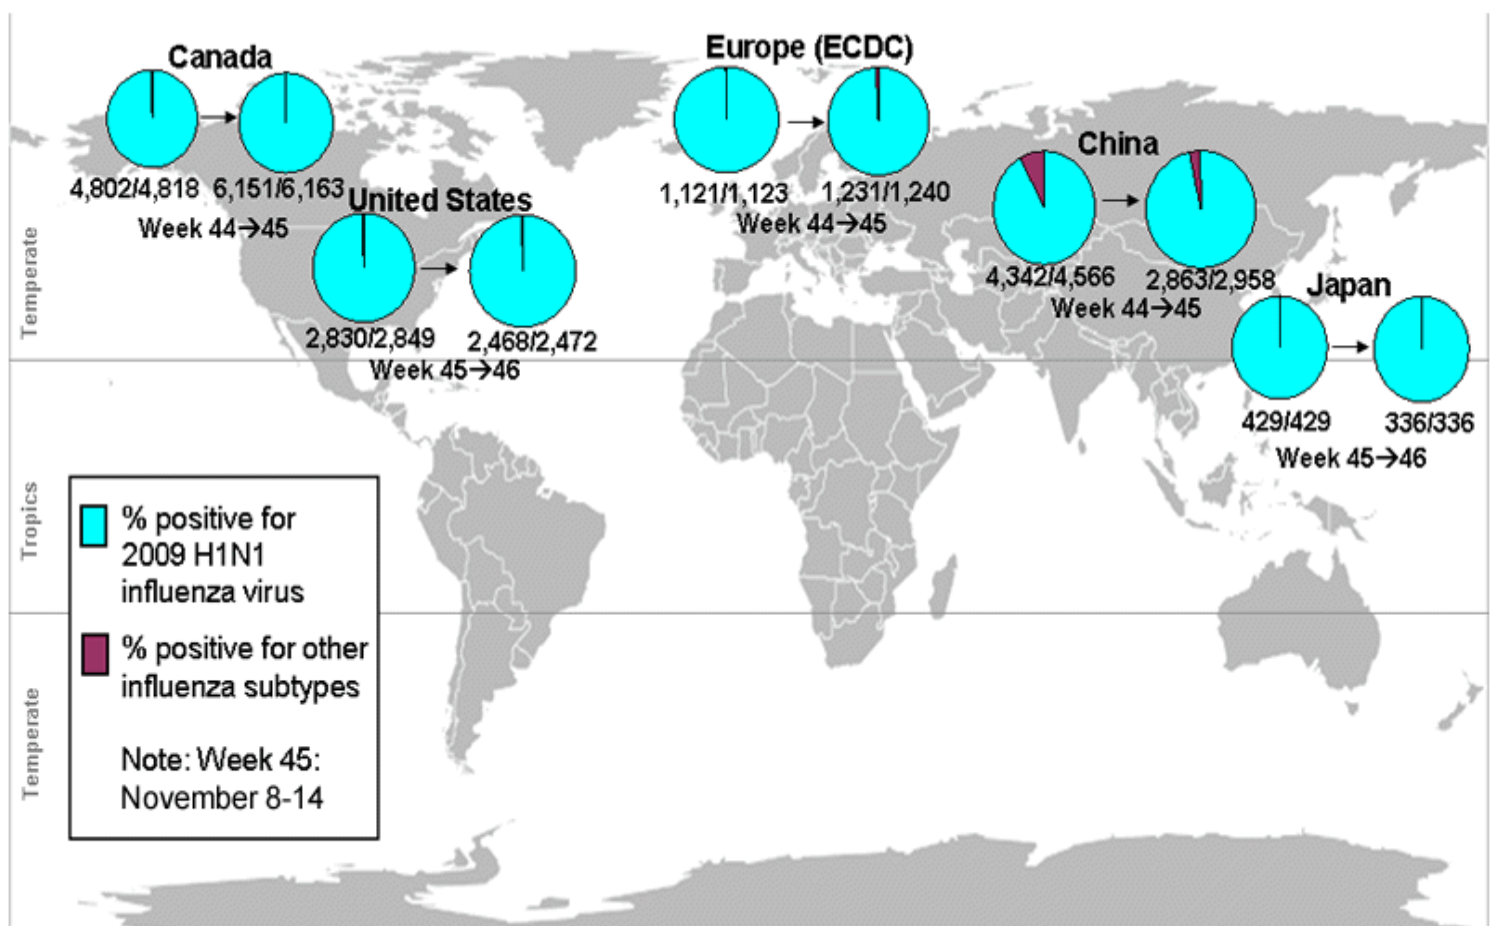 Canada
4,802/4,818 6,151/6,163
Week 44→45
United States
2,830/2,849 2,468/2,472
Week 45→46
Europe (ECDC)
1,121/1,123 1,231/1,240
Week 44→45
China
4,342/4,566 2,863/2,958
Week 44→45
Japan
429/429 336/336
Week 45→46
Temperate
Tropics
Temperate
% positive for
2009 H1N1
influenza virus
% positive for other
influenza subtypes
Note: Week 45:
November 8-14